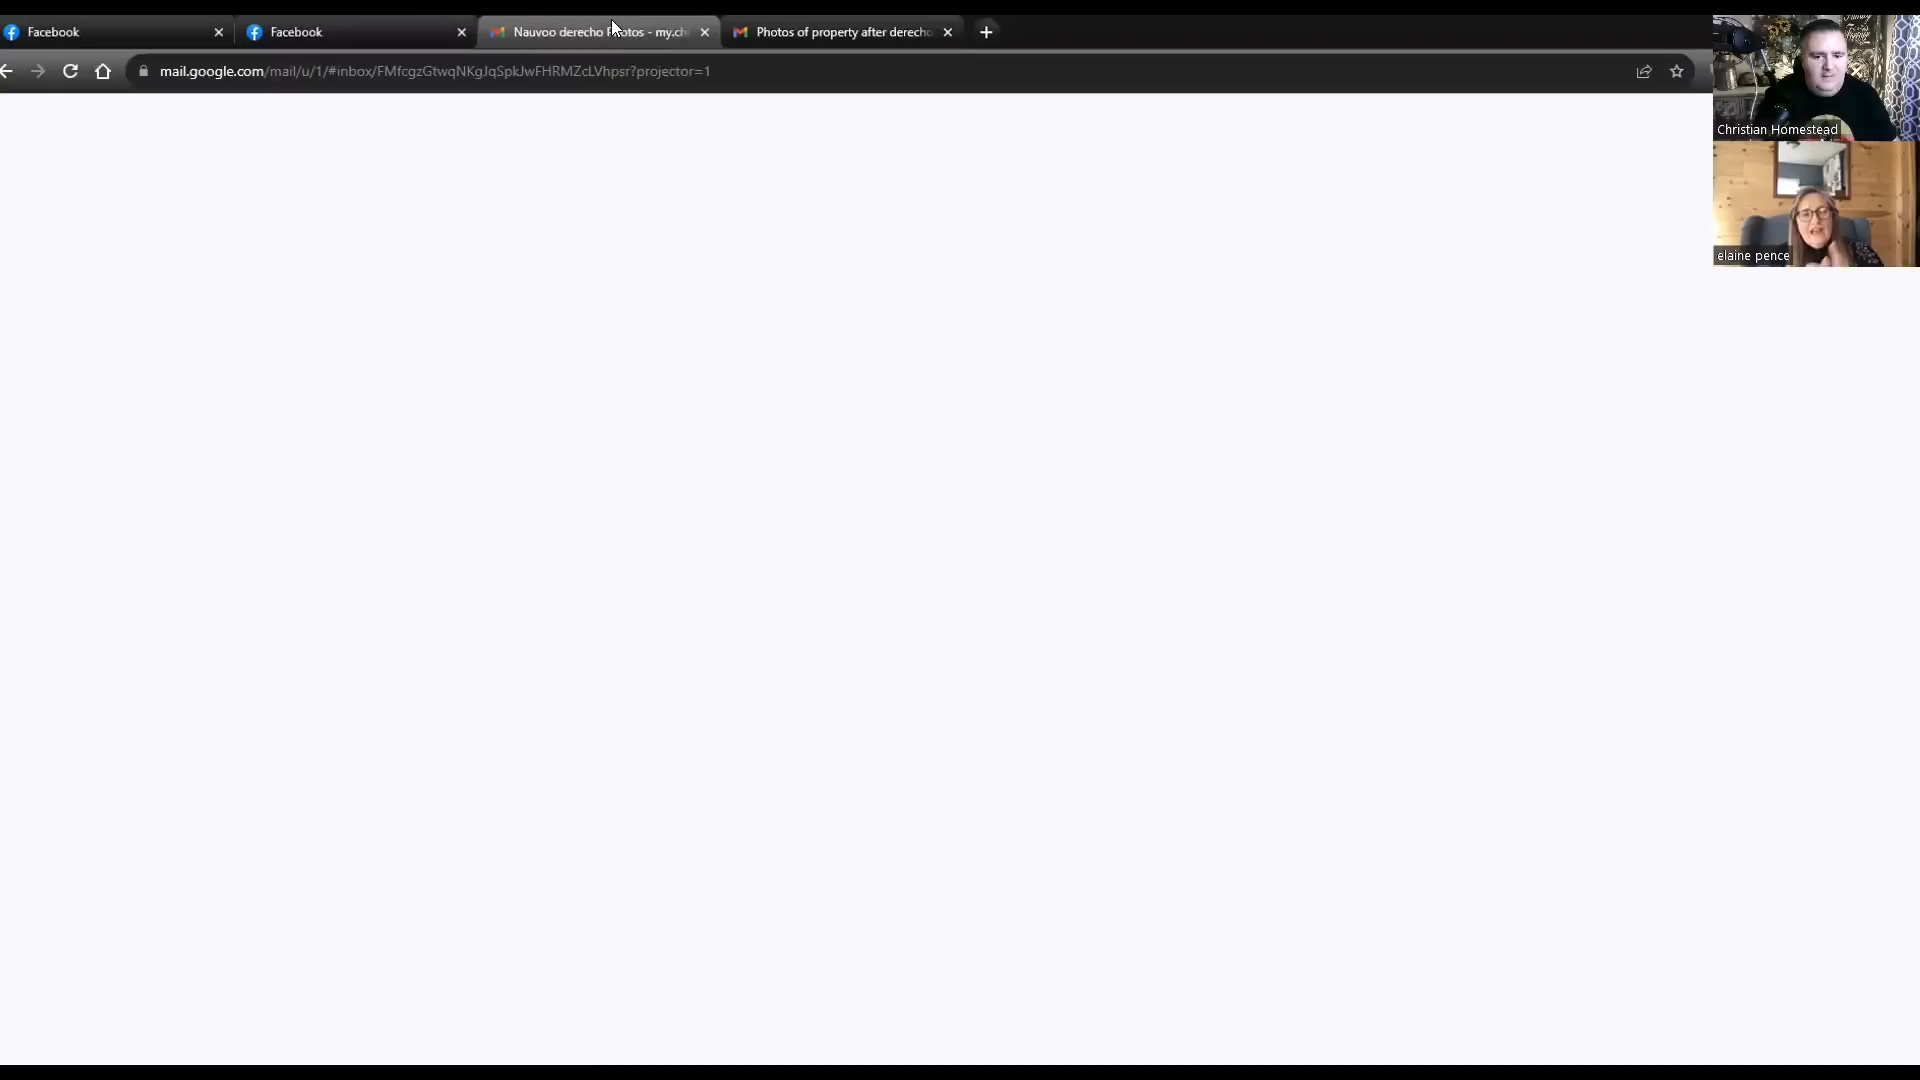 Facebook
Facebook
Nauvoo derecho Photos - my.ch
Photos of property after derecho
mail.google.com/mail/u/1/#inbox/FMfcgzGtwqNKgJqSpkJwFHRMZcLVhpsr?projector=1
Christian Homestead
elaine pence